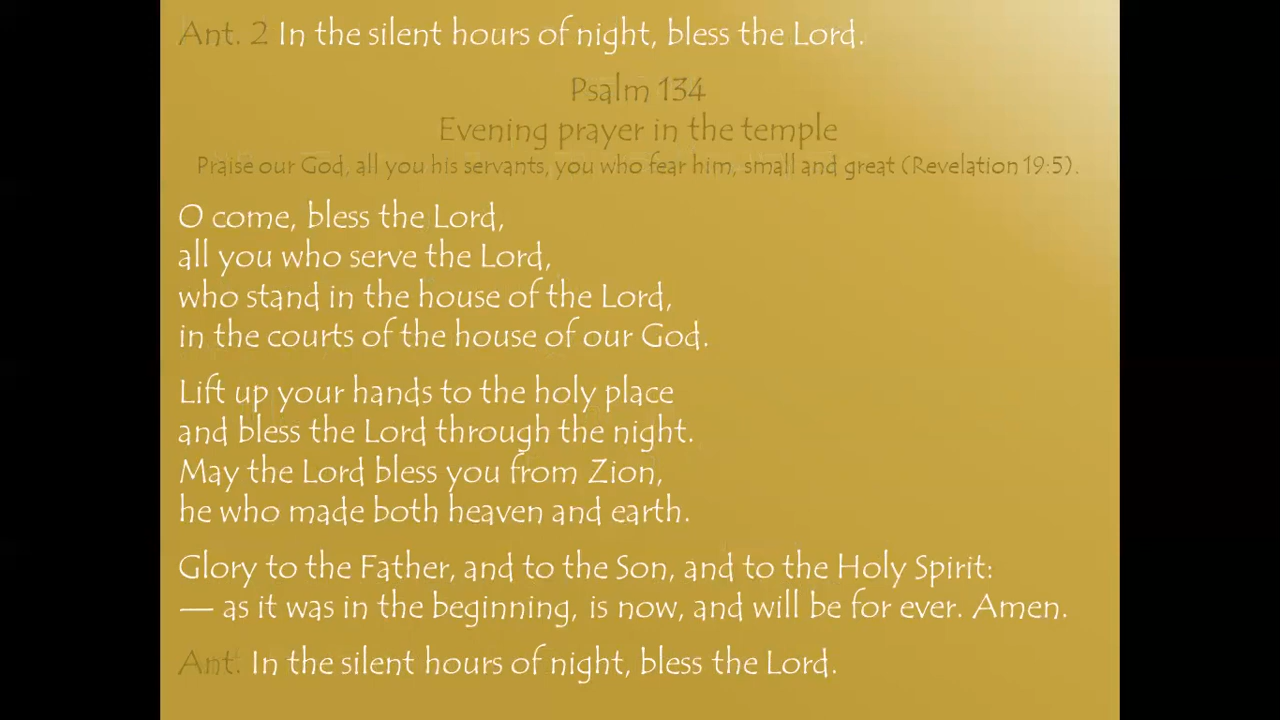 Ant. 2 In the silent hours of night, bless the Lord.
Psalm 134
Evening prayer in the temple
Praise our God, all you his servants, you who fear him, small and great (Revelation 19:5).
O come, bless the Lord,
all you who serve the Lord,
who stand in the house of the Lord,
in the courts of the house of our God.
Lift up your hands to the holy place
and bless the Lord through the night.
May the Lord bless you from Zion,
he who made both heaven and earth.
Glory to the Father, and to the Son, and to the Holy Spirit:
— as it was in the beginning, is now, and will be for ever. Amen.
Ant. In the silent hours of night, bless the Lord.